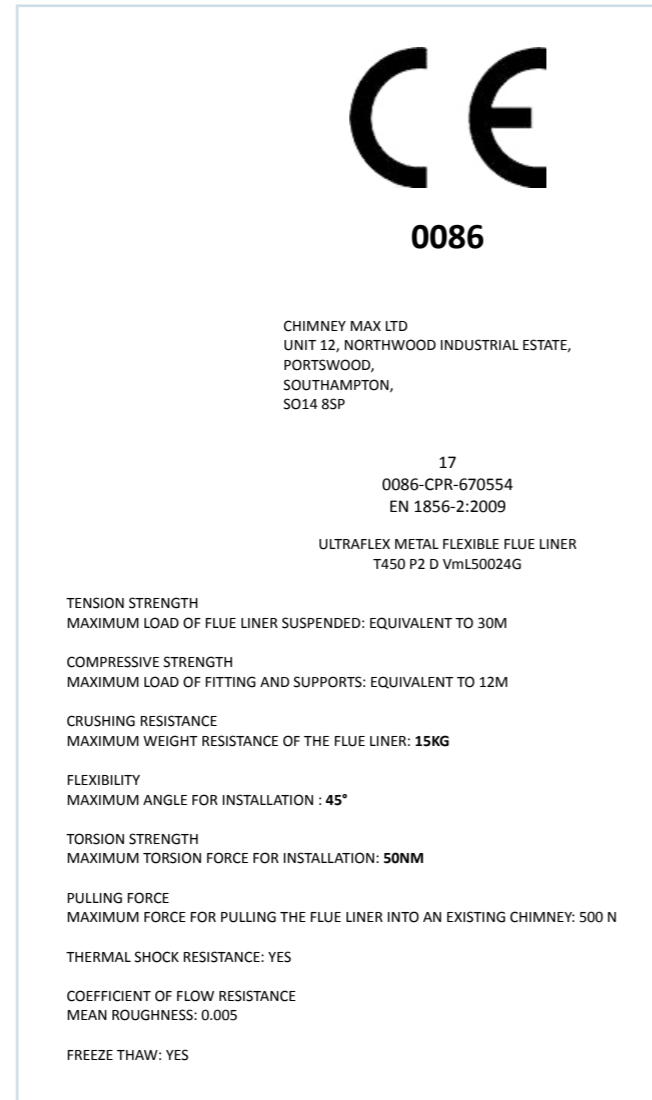 CE
0086
CHIMNEY MAX LTD
UNIT 12, NORTHWOOD INDUSTRIAL ESTATE,
PORTSWOOD,
SOUTHAMPTON,
SO14 8SP
17
0086-CPR-670554
EN 1856-2:2009
ULTRAFLEX METAL FLEXIBLE FLUE LINER
T450 P2 D VmL50024G
TENSION STRENGTH
MAXIMUM LOAD OF FLUE LINER SUSPENDED: EQUIVALENT TO 30M
COMPRESSIVE STRENGTH
MAXIMUM LOAD OF FITTING AND SUPPORTS: EQUIVALENT TO 12M
CRUSHING RESISTANCE
MAXIMUM WEIGHT RESISTANCE OF THE FLUE LINER: 15KG
FLEXIBILITY
MAXIMUM ANGLE FOR INSTALLATION : 45°
TORSION STRENGTH
MAXIMUM TORSION FORCE FOR INSTALLATION: 50NM
PULLING FORCE
MAXIMUM FORCE FOR PULLING THE FLUE LINER INTO AN EXISTING CHIMNEY: 500 N
THERMAL SHOCK RESISTANCE: YES
COEFFICIENT OF FLOW RESISTANCE
MEAN ROUGHNESS: 0.005
FREEZE THAW: YES